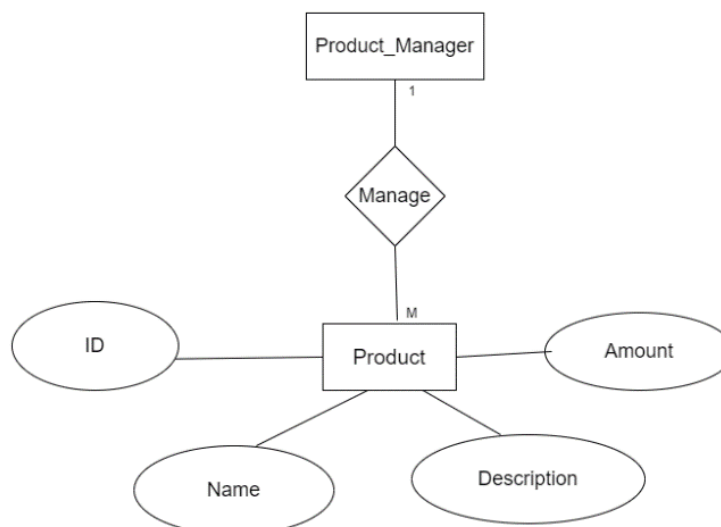 Product_Manager
1
Manage
M
ID
Product
Amount
Name
Description